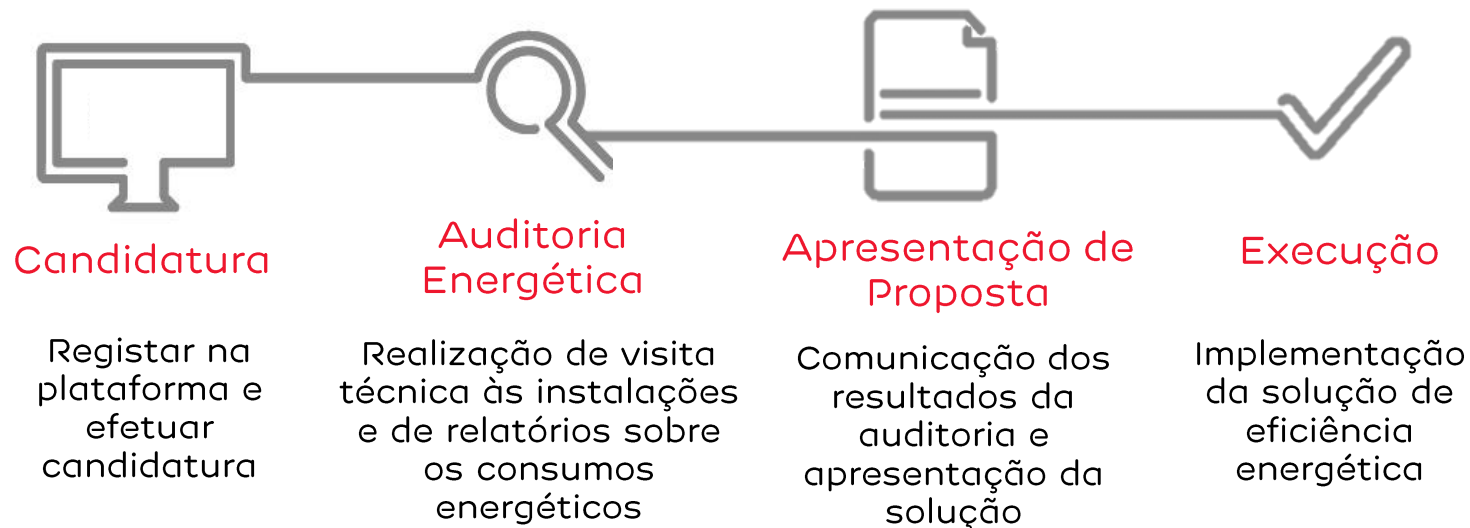 Candidatura
Registar na
plataforma e
efetuar
candidatura
Auditoria
Energética
Realização de visita
técnica às instalações
e de relatórios sobre
os consumos
energéticos
Apresentação de
Proposta
Comunicação dos
resultados da
auditoria e
apresentação da
solução
Execução
Implementação
da solução de
eficiência
energética